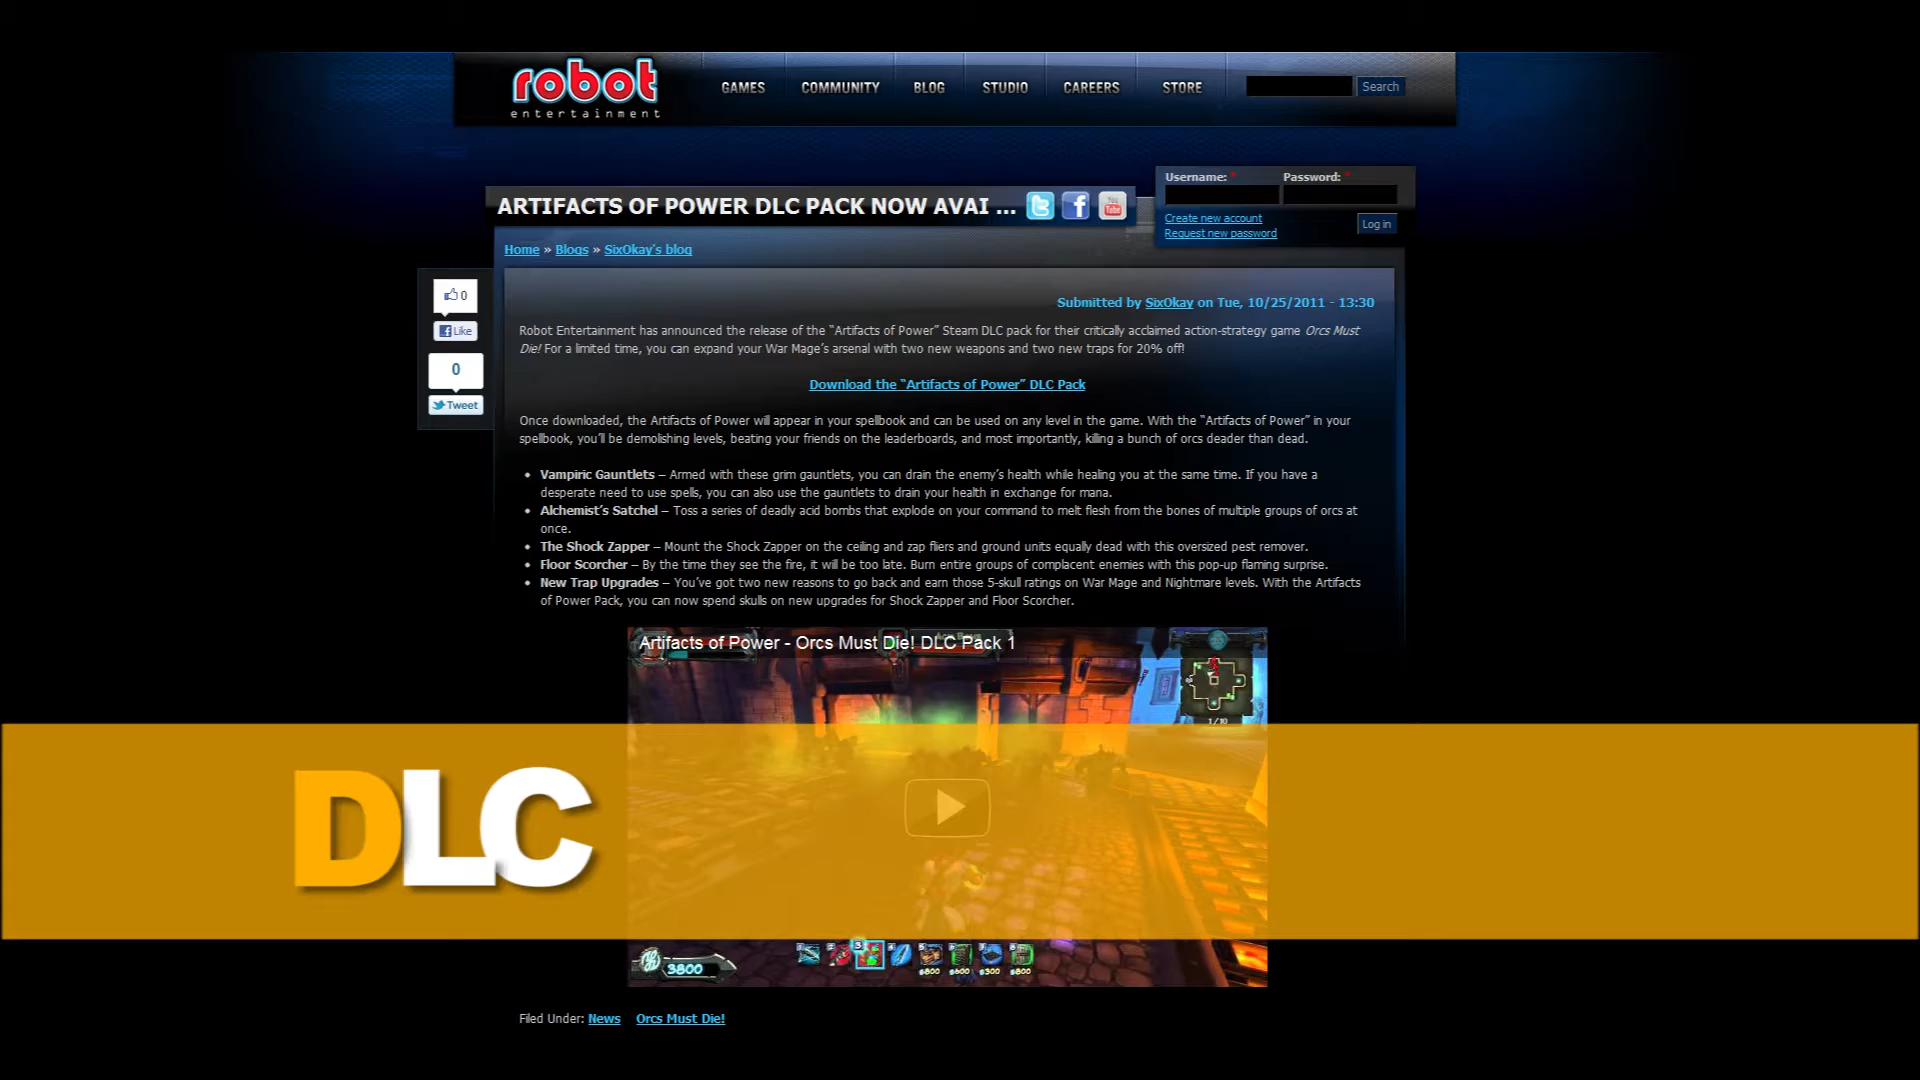 robot
entertainment
GAMES COMMUNITY BLOG STUDIO CAREERS STORE Search
Username: * Password: *
ARTIFACTS OF POWER DLC PACK NOW AVAI ...
Create new account Log in
Request new password
Home » Blogs » SixOkay's blog
0
Like
0
Tweet
Submitted by SixOkay on Tue, 10/25/2011 - 13:30
Robot Entertainment has announced the release of the “Artifacts of Power” Steam DLC pack for their critically acclaimed action-strategy game Orcs Must
Die! For a limited time, you can expand your War Mage’s arsenal with two new weapons and two new traps for 20% off!
Download the “Artifacts of Power” DLC Pack
Once downloaded, the Artifacts of Power will appear in your spellbook and can be used on any level in the game. With the “Artifacts of Power” in your
spellbook, you’ll be demolishing levels, beating your friends on the leaderboards, and most importantly, killing a bunch of orcs deader than dead.
• Vampiric Gauntlets – Armed with these grim gauntlets, you can drain the enemy’s health while healing you at the same time. If you have a
desperate need to use spells, you can also use the gauntlets to drain your health in exchange for mana.
• Alchemist’s Satchel – Toss a series of deadly acid bombs that explode on your command to melt flesh from the bones of multiple groups of orcs at
once.
• The Shock Zapper – Mount the Shock Zapper on the ceiling and zap fliers and ground units equally dead with this oversized pest remover.
• Floor Scorcher – By the time they see the fire, it will be too late. Burn entire groups of complacent enemies with this pop-up flaming surprise.
• New Trap Upgrades – You’ve got two new reasons to go back and earn those 5-skull ratings on War Mage and Nightmare levels. With the Artifacts
of Power Pack, you can now spend skulls on new upgrades for Shock Zapper and Floor Scorcher.
Artifacts of Power - Orcs Must Die! DLC Pack 1
1/10
DLC
3800
Filed Under: News Orcs Must Die!